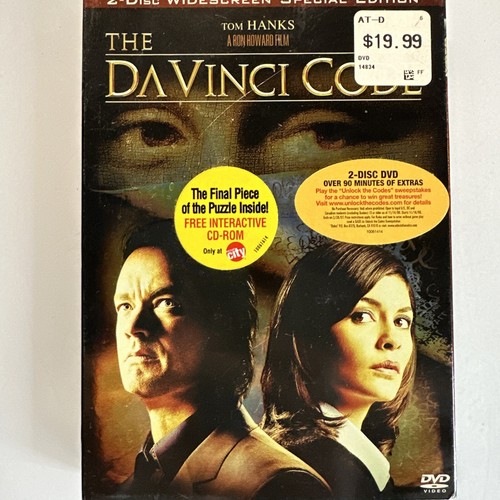 2-DISC WIDESCREEN SPECIAL EDITION
TOM HANKS
A RON HOWARD FILM
THE
DA VINCI CODE
AT-D 6
$19.99
DVD
14834
FF
The Final Piece
of the Puzzle Inside!
FREE INTERACTIVE
CD-ROM
Only at
circuit
city
2-DISC DVD
OVER 90 MINUTES OF EXTRAS
Play the "Unlock the Codes" sweepstakes
for a chance to win great treasures!
Visit www.unlockthecodes.com for details
DVD
VIDEO